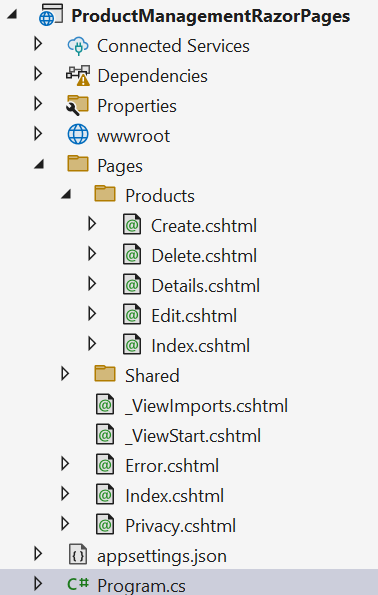 ProductManagementRazorPages
Connected Services
Dependencies
Properties
wwwroot
Pages
Products
Create.cshtml
Delete.cshtml
Details.cshtml
Edit.cshtml
Index.cshtml
Shared
_ViewImports.cshtml
_ViewStart.cshtml
Error.cshtml
Index.cshtml
Privacy.cshtml
appsettings.json
C# Program.cs